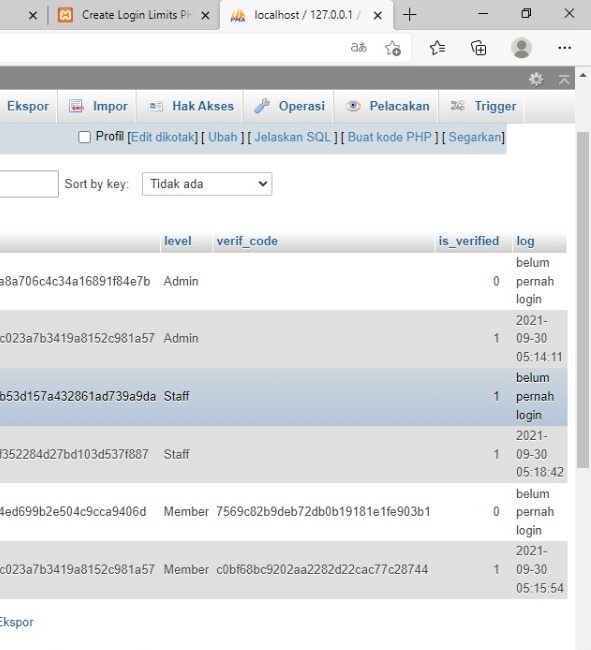 Create Login Limits PH
localhost / 127.0.0.1 /
Ekspor Impor Hak Akses Operasi Pelacakan Trigger
Profil [Edit dikotak] [ Ubah ] [ Jelaskan SQL ] [ Buat kode PHP ] [ Segarkan]
Sort by key: Tidak ada
level verif_code is_verified log
a8a706c4c34a16891f84e7b Admin 0 belum
pernah
login
c023a7b3419a8152c981a57 Admin 1 2021-
09-30
05:14:11
b53d157a432861ad739a9da Staff 1 belum
pernah
login
f352284d27bd103d537f887 Staff 1 2021-
09-30
05:18:42
4ed699b2e504c9cca9406d Member 7569c82b9deb72db0b19181e1fe903b1 0 belum
pernah
login
c023a7b3419a8152c981a57 Member c0bf68bc9202aa2282d22cac77c28744 1 2021-
09-30
05:15:54
Ekspor